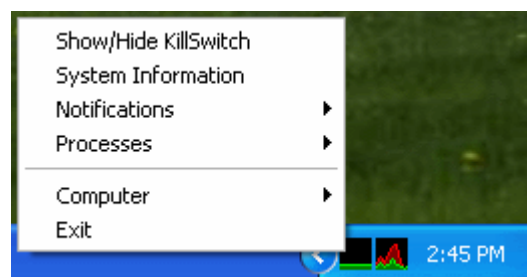 Show/Hide KillSwitch
System Information
Notifications
Processes
Computer
Exit
2:45 PM